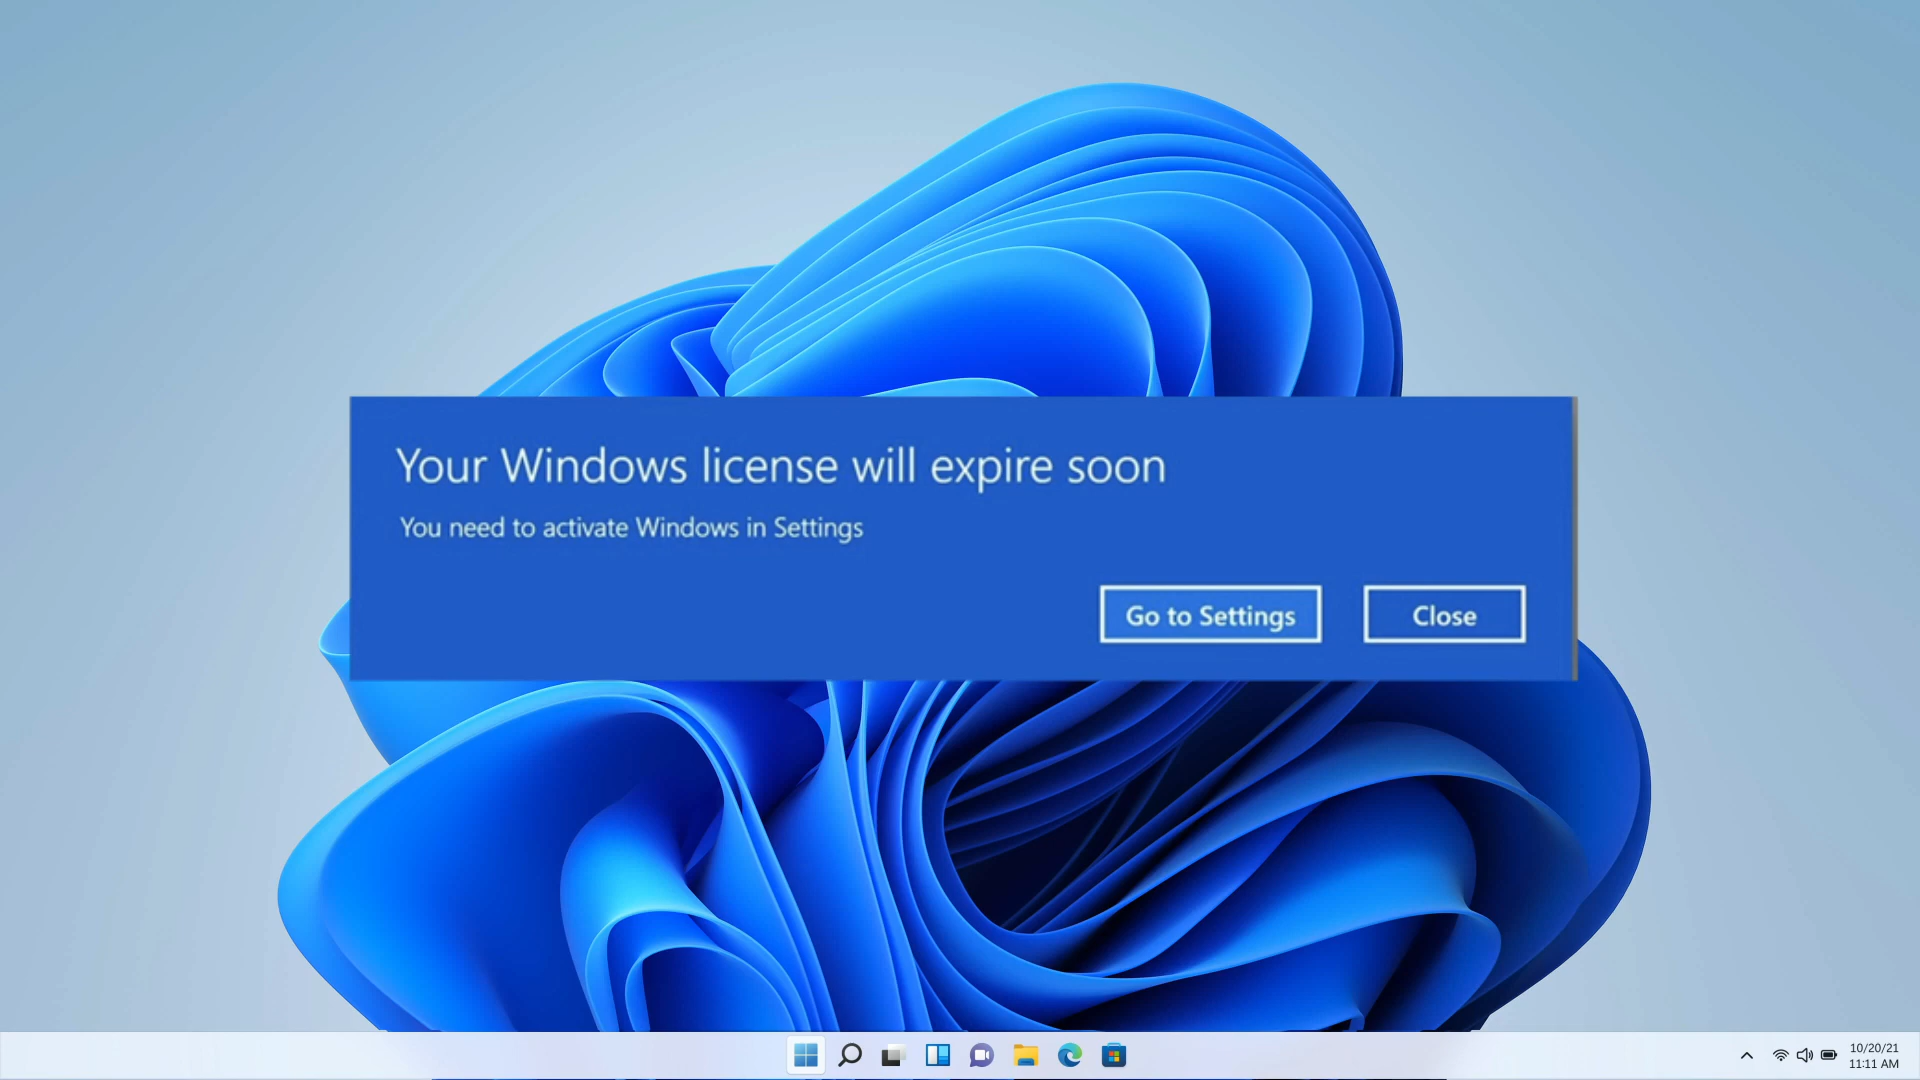 Your Windows license will expire soon
You need to activate Windows in Settings
Go to Settings
Close
10/20/21
11:11 AM